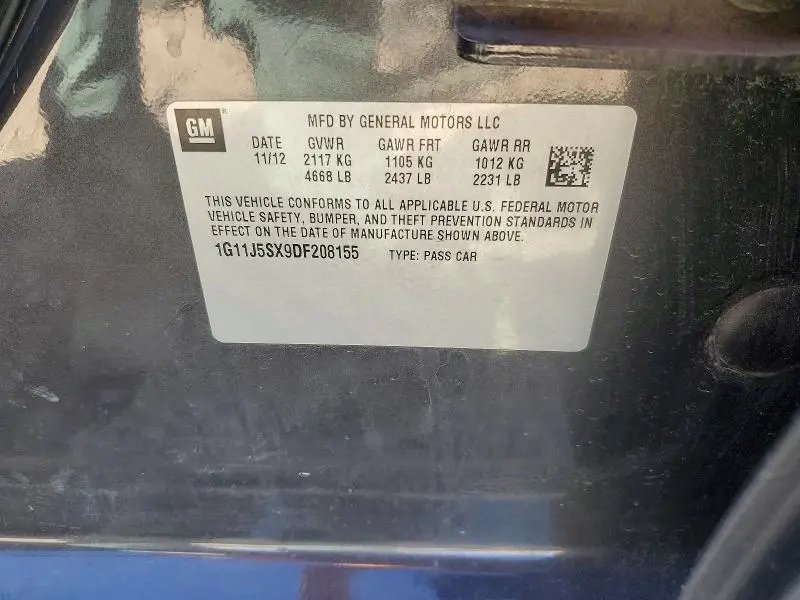 GM ®
MFD BY GENERAL MOTORS LLC
DATE GVWR GAWR FRT GAWR RR
11/12 2117 KG 1105 KG 1012 KG
4668 LB 2437 LB 2231 LB
THIS VEHICLE CONFORMS TO ALL APPLICABLE U.S. FEDERAL MOTOR
VEHICLE SAFETY, BUMPER, AND THEFT PREVENTION STANDARDS IN
EFFECT ON THE DATE OF MANUFACTURE SHOWN ABOVE.
1G11J5SX9DF208155 TYPE: PASS CAR